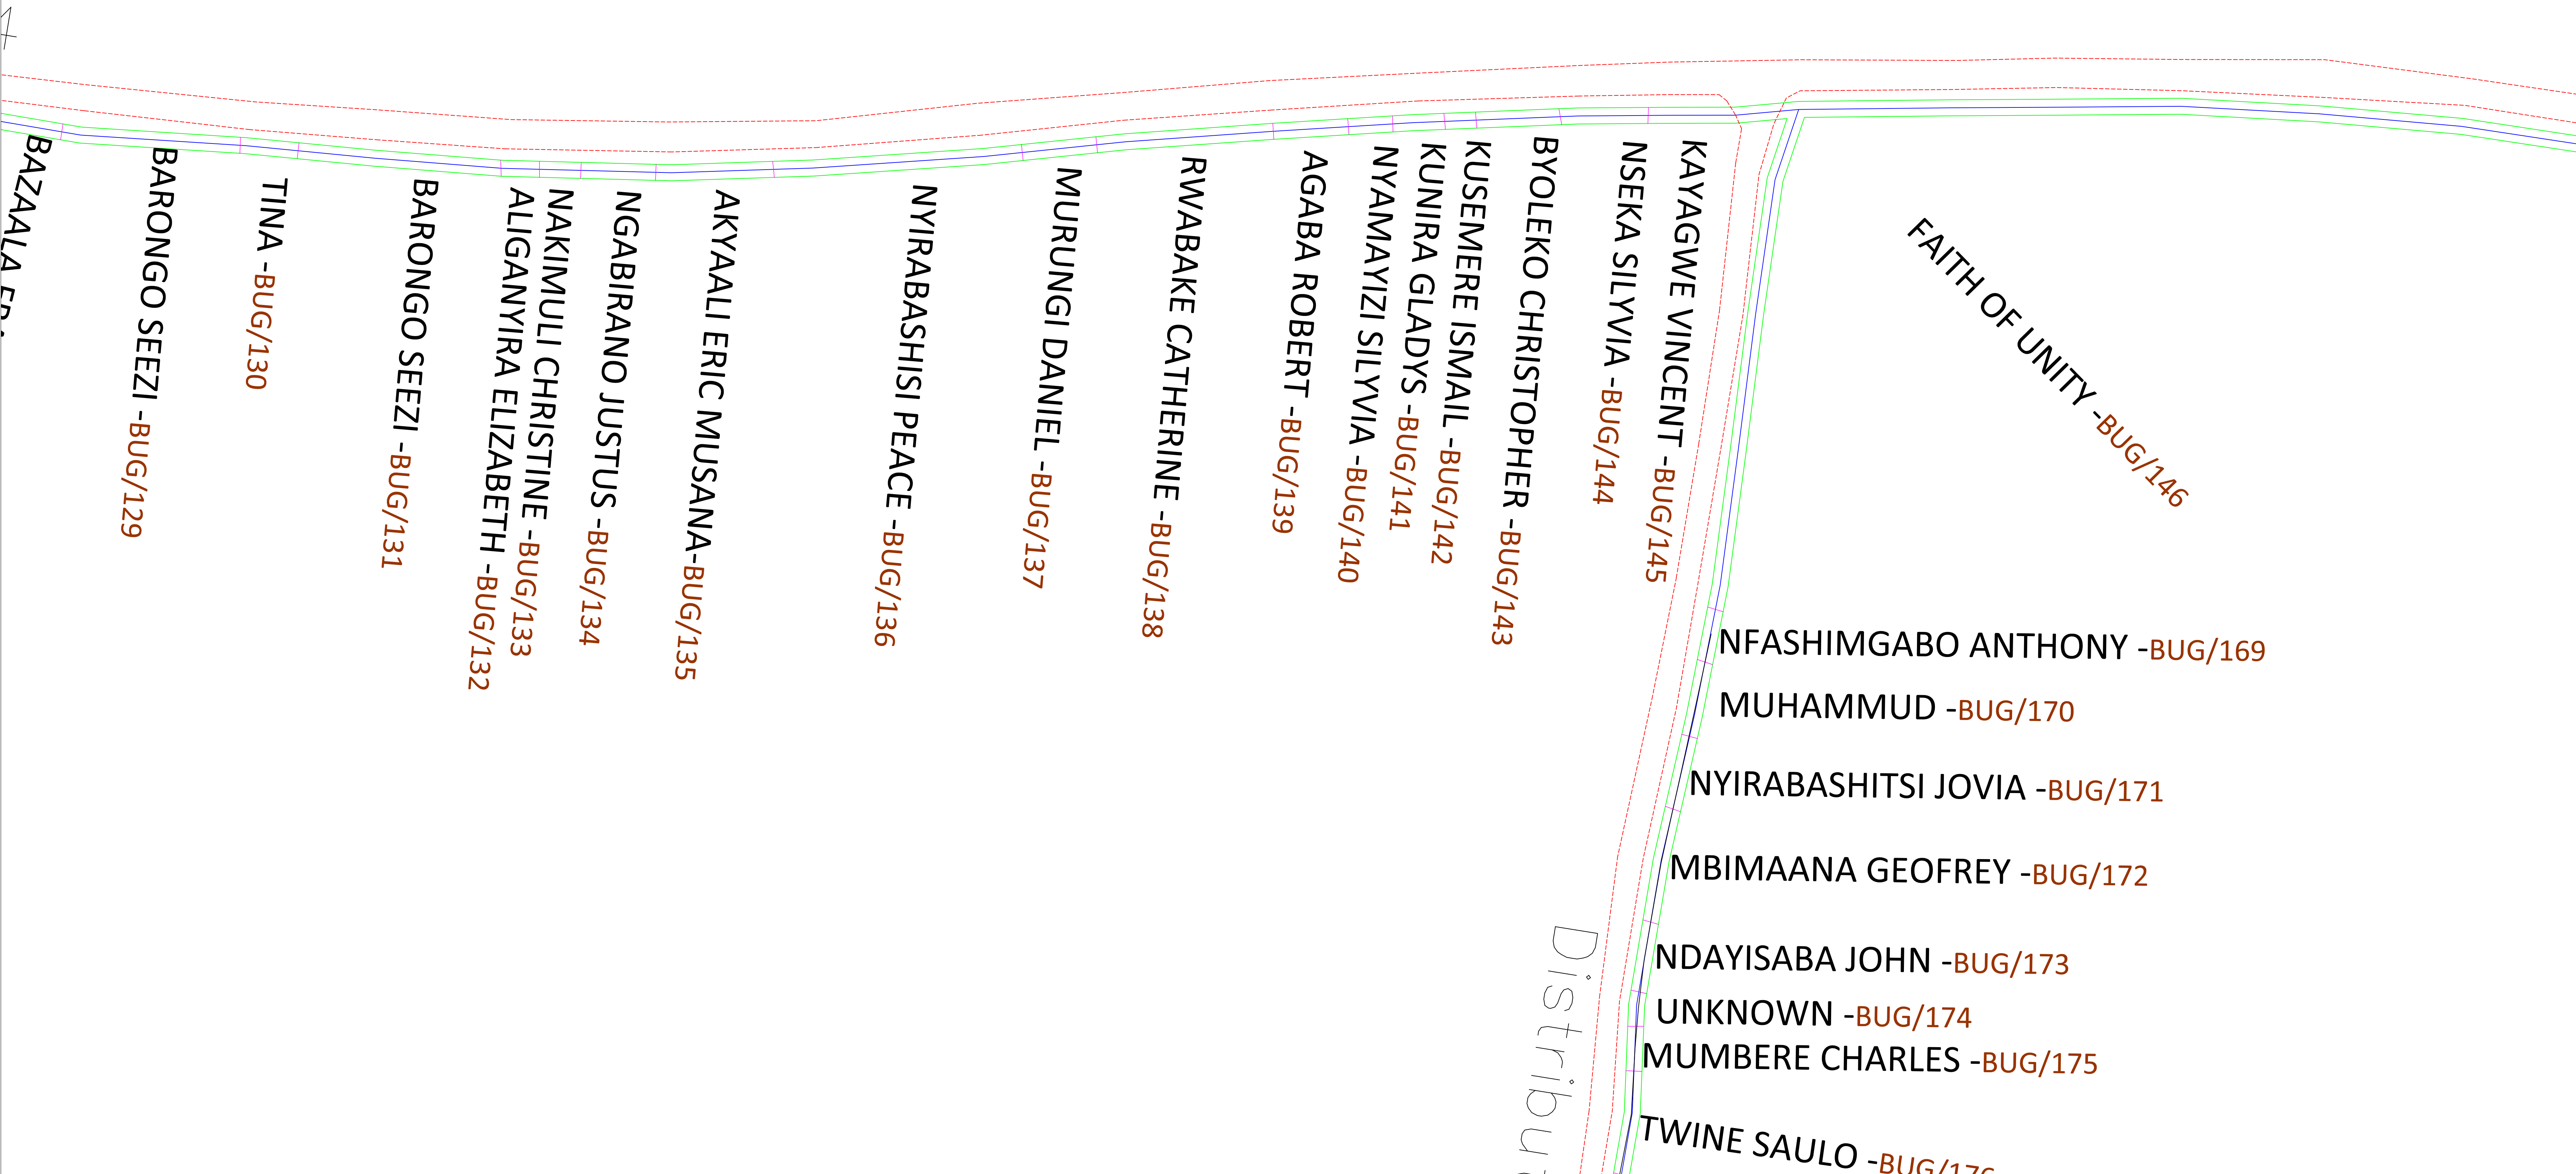 BAZAALA
BARONGO SEEZI -BUG/129
TINA -BUG/130
BARONGO SEEZI -BUG/131
ALIGANYIRA ELIZABETH -BUG/132
NAKIMULI CHRISTINE -BUG/133
NGABIRANO JUSTUS -BUG/134
AKYAALI ERIC MUSANA-BUG/135
NYIRABASHISI PEACE -BUG/136
MURUNGI DANIEL -BUG/137
RWABAKE CATHERINE -BUG/138
AGABA ROBERT -BUG/139
NYAMAYIZI SILYVIA -BUG/140
KUNIRA GLADYS -BUG/141
KUSEMERE ISMAIL -BUG/142
BYOLEKO CHRISTOPHER -BUG/143
NSEKA SILYVIA -BUG/144
KAYAGWE VINCENT -BUG/145
FAITH OF UNITY -BUG/146
NFASHIMGABO ANTHONY -BUG/169
MUHAMMUD -BUG/170
NYIRABASHITSI JOVIA -BUG/171
MBIMAANA GEOFREY -BUG/172
NDAYISABA JOHN -BUG/173
UNKNOWN -BUG/174
MUMBERE CHARLES -BUG/175
TWINE SAULO -BUG/176
Distribu